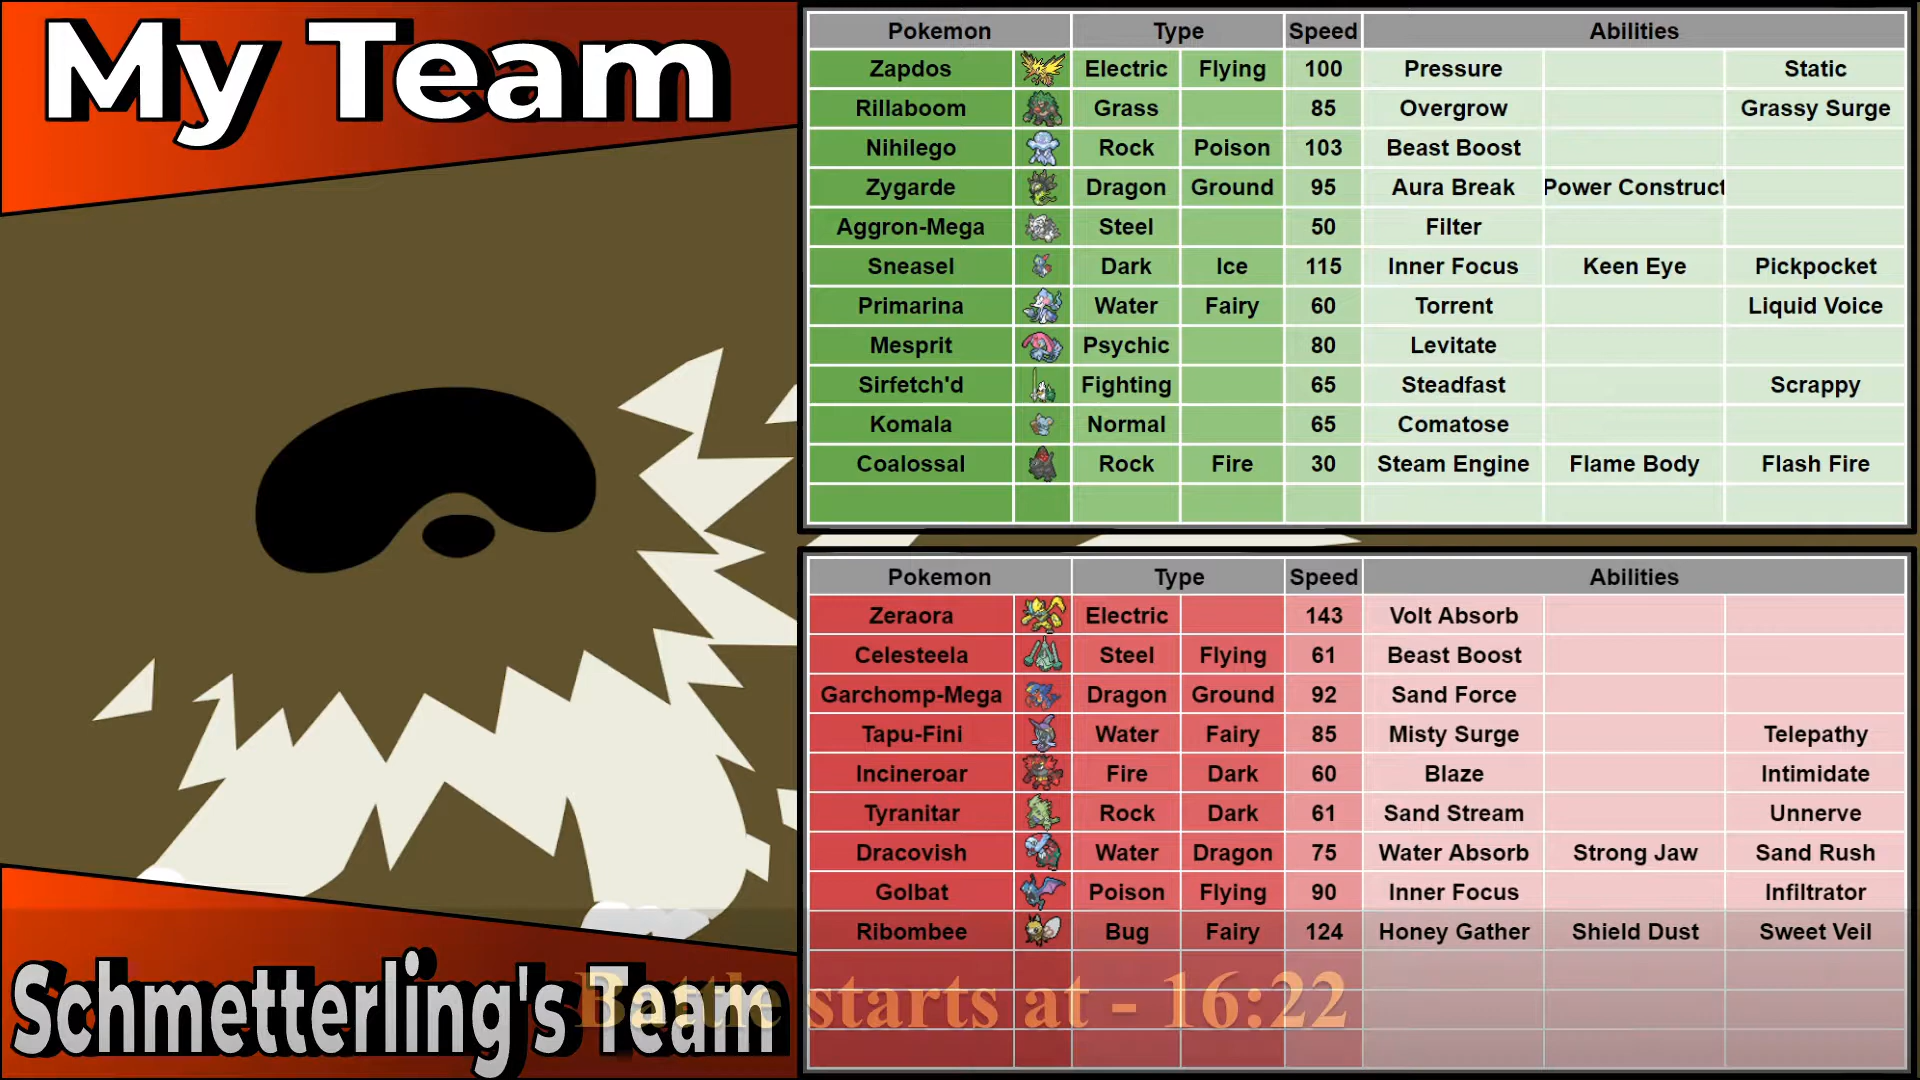 My Team
Pokemon Type Speed Abilities
Zapdos Electric Flying 100 Pressure Static
Rillaboom Grass 85 Overgrow Grassy Surge
Nihilego Rock Poison 103 Beast Boost
Zygarde Dragon Ground 95 Aura Break Power Construct
Aggron-Mega Steel 50 Filter
Sneasel Dark Ice 115 Inner Focus Keen Eye Pickpocket
Primarina Water Fairy 60 Torrent Liquid Voice
Mesprit Psychic 80 Levitate
Sirfetch'd Fighting 65 Steadfast Scrappy
Komala Normal 65 Comatose
Coalossal Rock Fire 30 Steam Engine Flame Body Flash Fire
Pokemon Type Speed Abilities
Zeraora Electric 143 Volt Absorb
Celesteela Steel Flying 61 Beast Boost
Garchomp-Mega Dragon Ground 92 Sand Force
Tapu-Fini Water Fairy 85 Misty Surge Telepathy
Incineroar Fire Dark 60 Blaze Intimidate
Tyranitar Rock Dark 61 Sand Stream Unnerve
Dracovish Water Dragon 75 Water Absorb Strong Jaw Sand Rush
Golbat Poison Flying 90 Inner Focus Infiltrator
Ribombee Bug Fairy 124 Honey Gather Shield Dust Sweet Veil
Schmetterling's Team
Battle starts at - 16:22